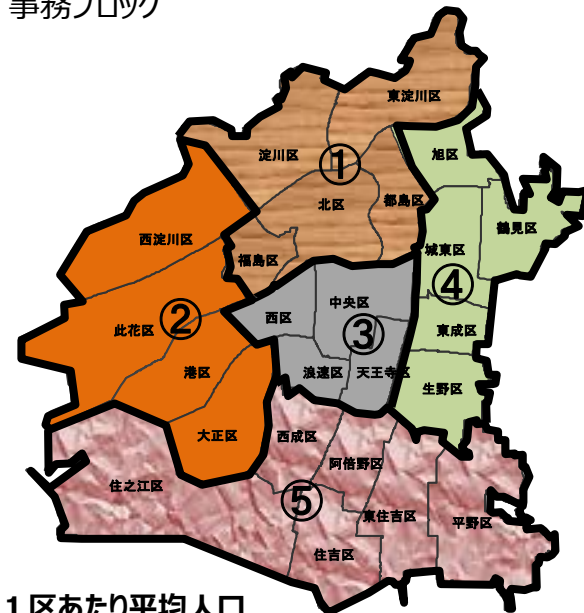 事務ブロック
東淀川区
淀川区
①
旭区
北区
都島区
鶴見区
西淀川区
城東区
福島区
④
中央区
西区
②
③
此花区
東成区
港区
浪速区
天王寺区
生野区
大正区
西成区
阿倍野区
住之江区
⑤
東住吉区
平野区
住吉区
１区あたり平均人口